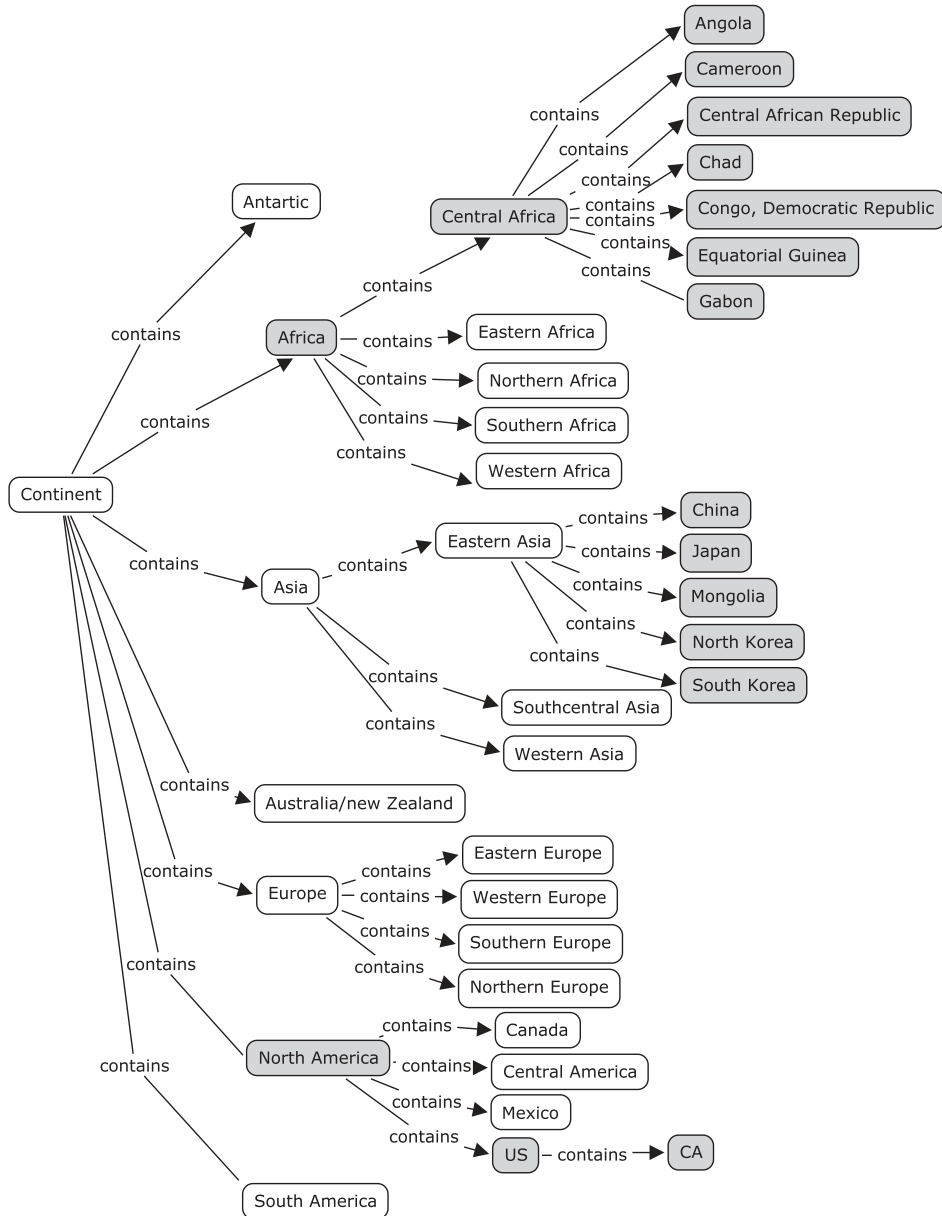 Angola
Cameroon
contains
Central African Republic
contains
Chad
contains
Antartic
contains
Congo, Democratic Republic
Central Africa
contains
contains
Equatorial Guinea
contains
contains
Gabon
contains
Eastern Africa
Africa
contains
Northern Africa
contains
contains
Southern Africa
contains
contains
Western Africa
Continent
China
contains
Eastern Asia
Japan
contains
contains
contains
Asia
contains
Mongolia
contains
North Korea
contains
South Korea
contains
Southcentral Asia
contains
Western Asia
contains
Australia/new Zealand
Eastern Europe
contains
contains
Europe
contains
Western Europe
contains
Southern Europe
contains
contains
Northern Europe
contains
Canada
North America
contains
contains
Central America
contains
Mexico
contains
US
contains
CA
South America